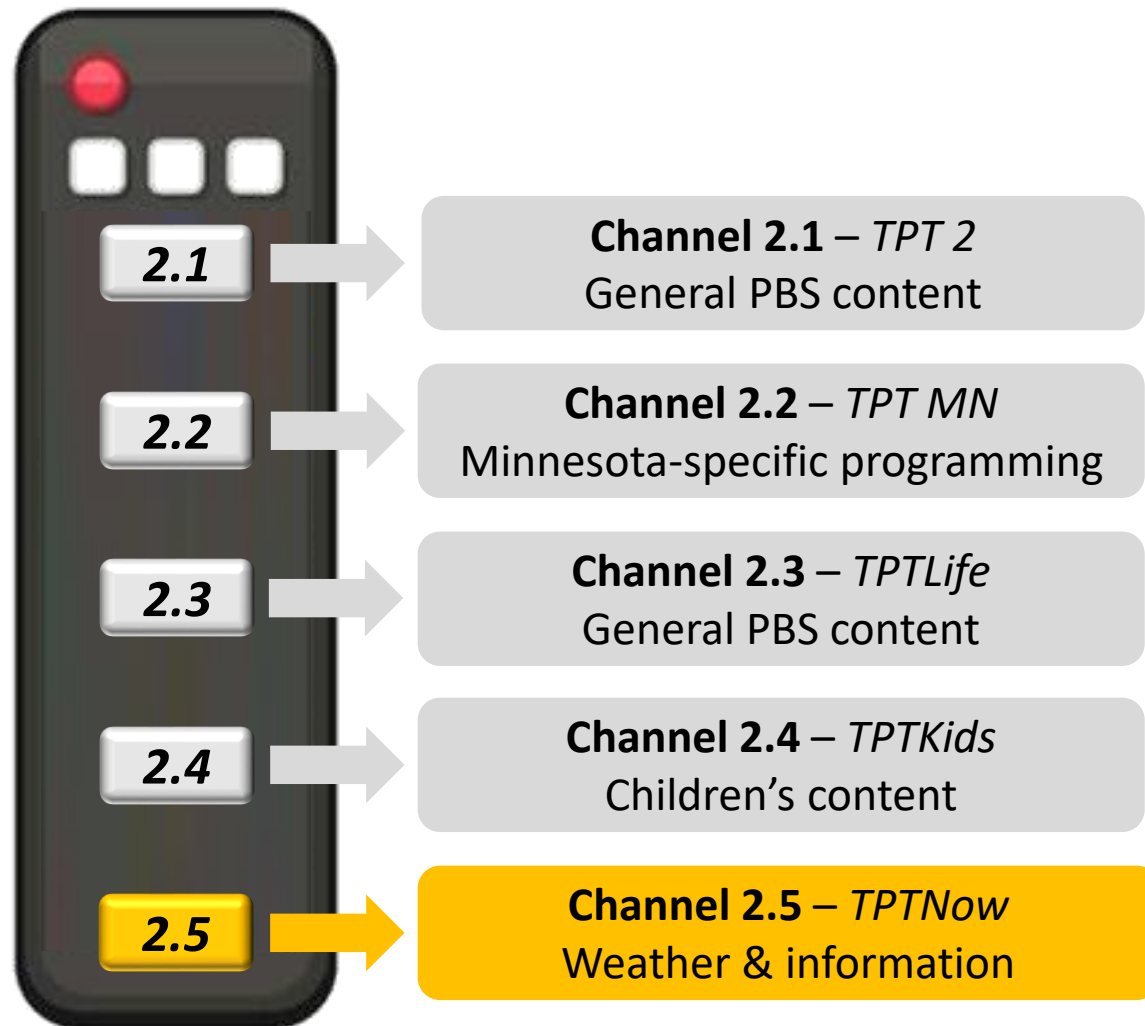 2.1
Channel 2.1 – TPT 2
General PBS content
2.2
Channel 2.2 – TPT MN
Minnesota-specific programming
2.3
Channel 2.3 – TPTLife
General PBS content
2.4
Channel 2.4 – TPTKids
Children’s content
2.5
Channel 2.5 – TPTNow
Weather & information